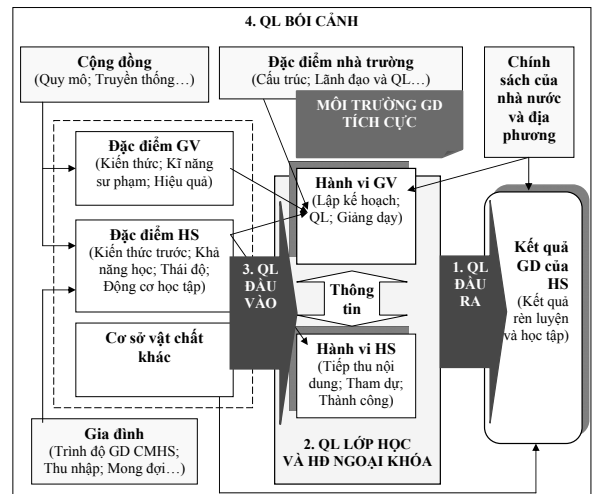 4. QL BỐI CẢNH
Cộng đồng
(Quy mô; Truyền thống…)
Đặc điểm nhà trường
(Cấu trúc; Lãnh đạo và QL…)
Chính
sách của
nhà nước
và địa
phương
MÔI TRƯỜNG GD
TÍCH CỰC
Đặc điểm GV
(Kiến thức; Kĩ năng
sư phạm; Hiệu quả)
Hành vi GV
(Lập kế hoạch;
QL; Giảng dạy)
Đặc điểm HS
(Kiến thức trước; Khả
năng học; Thái độ;
Động cơ học tập)
3. QL
ĐẦU
VÀO
Thông
tin
1. QL
ĐẦU
RA
Kết quả
GD của
HS
(Kết quả
rèn luyện
và học tập)
Cơ sở vật chất
khác
Hành vi HS
(Tiếp thu nội
dung; Tham dự;
Thành công)
Gia đình
(Trình độ GD CMHS;
Thu nhập; Mong đợi…)
2. QL LỚP HỌC
VÀ HĐ NGOẠI KHÓA